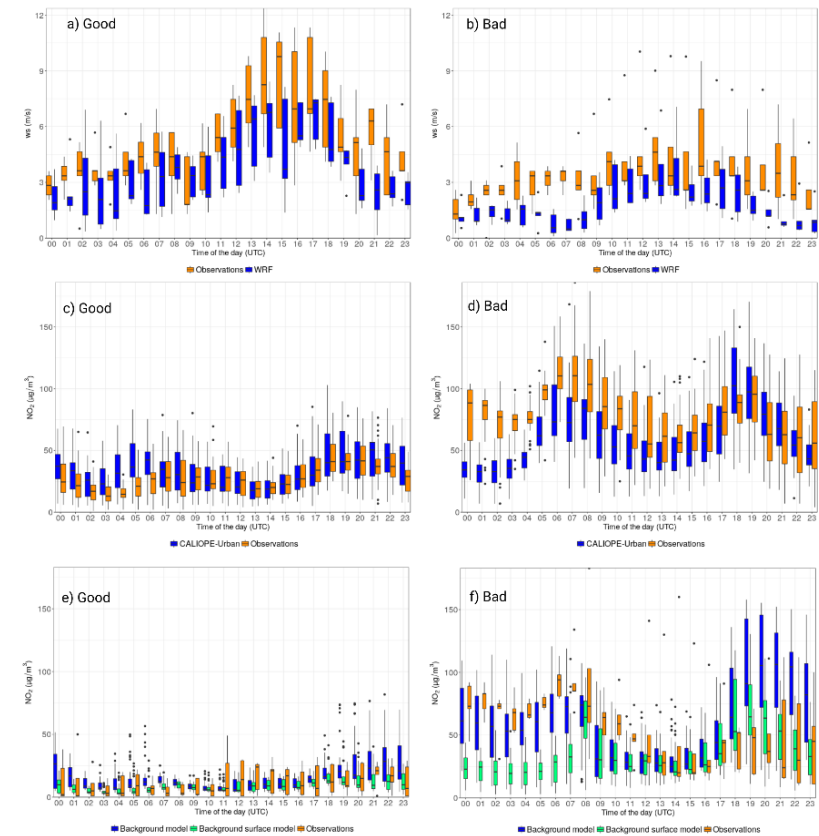 a) Good
12
9
6
3
0
ws (m/s)
00 01 02 03 04 05 06 07 08 09 10 11 12 13 14 15 16 17 18 19 20 21 22 23
Time of the day (UTC)
Observations WRF
b) Bad
12
9
6
3
0
ws (m/s)
00 01 02 03 04 05 06 07 08 09 10 11 12 13 14 15 16 17 18 19 20 21 22 23
Time of the day (UTC)
Observations WRF
c) Good
150
100
50
0
NO₂ (μg/m³)
00 01 02 03 04 05 06 07 08 09 10 11 12 13 14 15 16 17 18 19 20 21 22 23
Time of the day (UTC)
CALIOPE-Urban Observations
d) Bad
150
100
50
0
NO₂ (μg/m³)
00 01 02 03 04 05 06 07 08 09 10 11 12 13 14 15 16 17 18 19 20 21 22 23
Time of the day (UTC)
CALIOPE-Urban Observations
e) Good
150
100
50
0
NO₂ (μg/m³)
00 01 02 03 04 05 06 07 08 09 10 11 12 13 14 15 16 17 18 19 20 21 22 23
Time of the day (UTC)
Background model Background surface model Observations
f) Bad
150
100
50
0
NO₂ (μg/m³)
00 01 02 03 04 05 06 07 08 09 10 11 12 13 14 15 16 17 18 19 20 21 22 23
Time of the day (UTC)
Background model Background surface model Observations